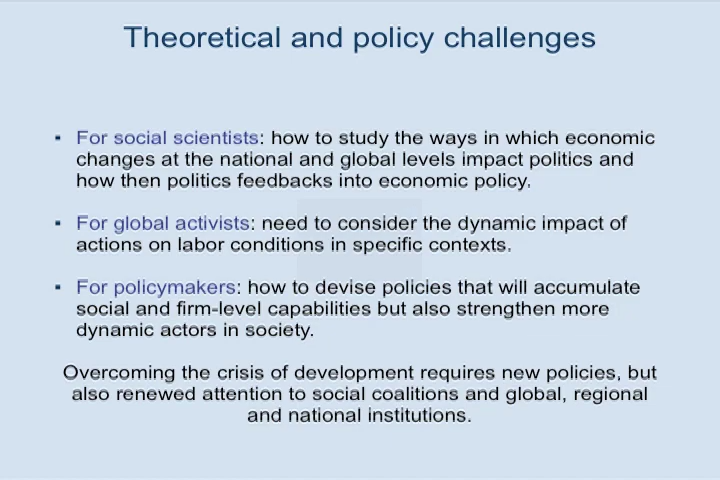 Theoretical and policy challenges
▪ For social scientists: how to study the ways in which economic
changes at the national and global levels impact politics and
how then politics feedbacks into economic policy.
▪ For global activists: need to consider the dynamic impact of
actions on labor conditions in specific contexts.
▪ For policymakers: how to devise policies that will accumulate
social and firm-level capabilities but also strengthen more
dynamic actors in society.
Overcoming the crisis of development requires new policies, but
also renewed attention to social coalitions and global, regional
and national institutions.